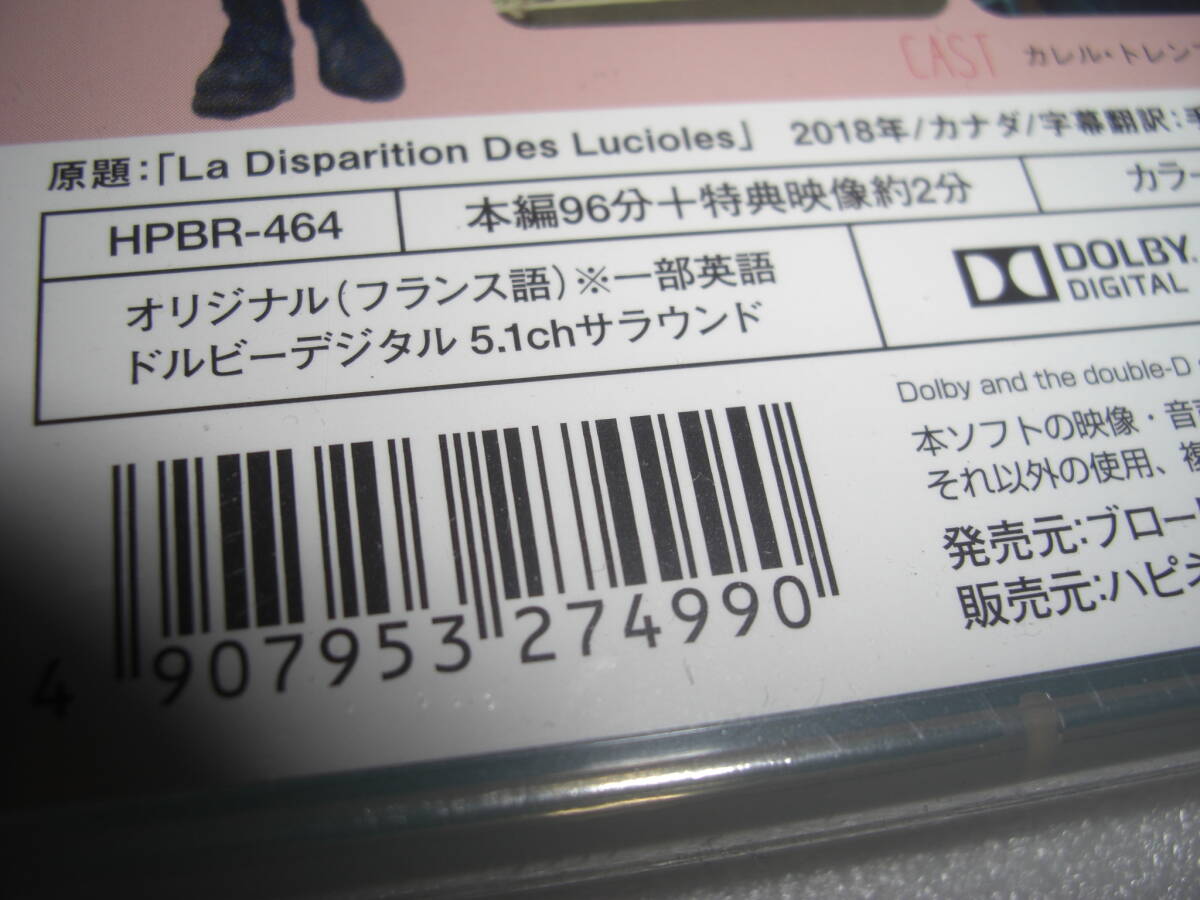 CAST カレル・トレン
原題：「La Disparition Des Lucioles」 2018年/カナダ/字幕翻訳：
HPBR-464 本編96分＋特典映像約2分 カラー
オリジナル（フランス語）※一部英語
ドルビーデジタル 5.1chサラウンド
DOLBY
DIGITAL
Dolby and the double-D
本ソフトの映像・音
それ以外の使用、複
発売元：ブロー
販売元：ハピネ
4 907953 274990